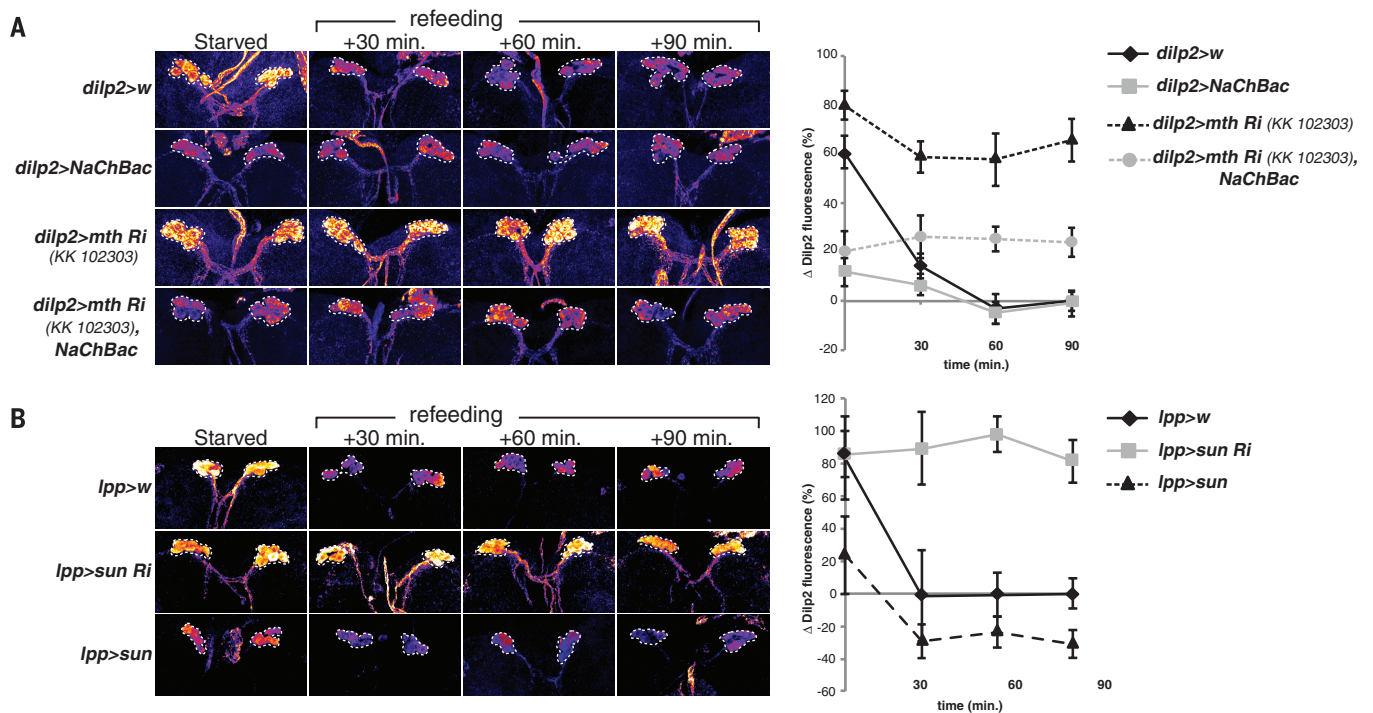 A
refeeding
Starved +30 min. +60 min. +90 min.
dilp2>w
dilp2>NaChBac
dilp2>mth Ri
(KK 102303)
dilp2>mth Ri
(KK 102303),
NaChBac
100
80
60
40
20
0
-20
Δ Dilp2 fluorescence (%)
30 60 90
time (min.)
dilp2>w
dilp2>NaChBac
dilp2>mth Ri (KK 102303)
dilp2>mth Ri (KK 102303),
NaChBac
B
refeeding
Starved +30 min. +60 min. +90 min.
lpp>w
lpp>sun Ri
lpp>sun
120
100
80
60
40
20
0
-20
-40
-60
Δ Dilp2 fluorescence (%)
30 60 90
time (min.)
lpp>w
lpp>sun Ri
lpp>sun